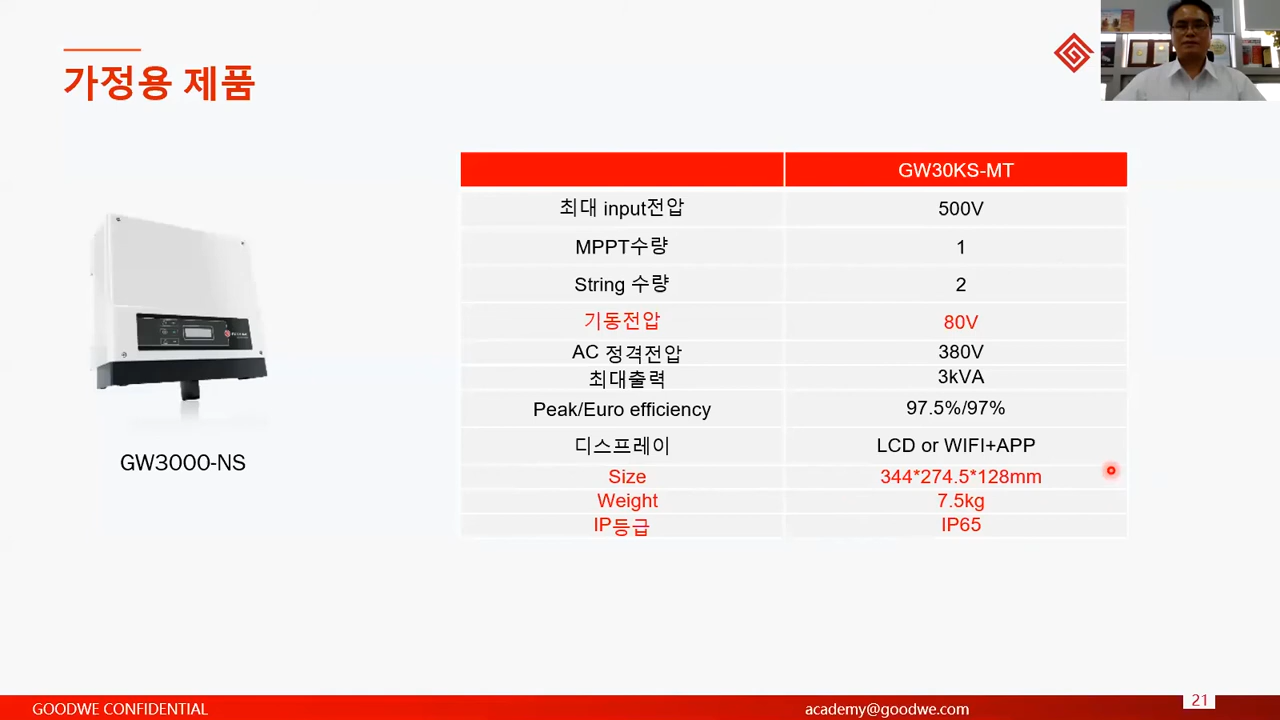 가정용 제품
GW30KS-MT
최대 input전압 500V
MPPT수량 1
String 수량 2
기동전압 80V
AC 정격전압 380V
최대출력 3kVA
Peak/Euro efficiency 97.5%/97%
디스프레이 LCD or WIFI+APP
Size 344*274.5*128mm
Weight 7.5kg
IP등급 IP65
GW3000-NS
GOODWE CONFIDENTIAL
academy@goodwe.com
21